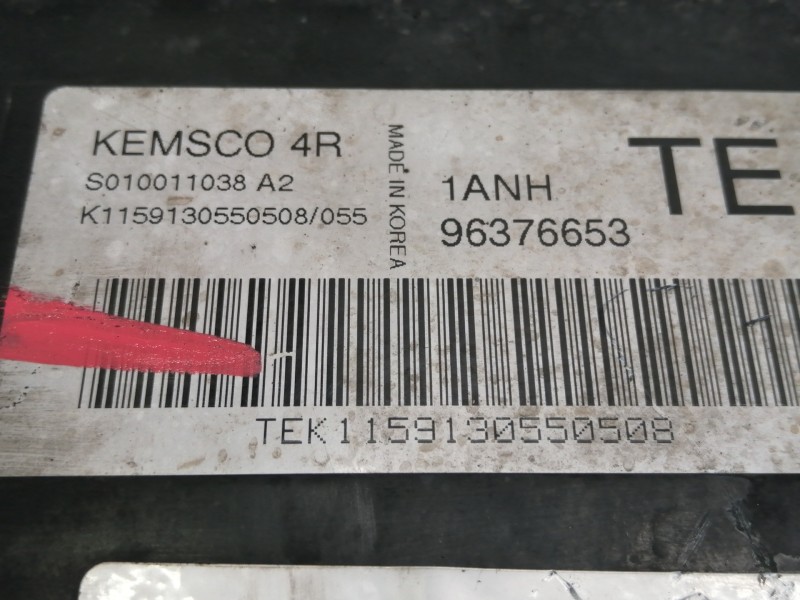 KEMSCO 4R
S010011038 A2
K1159130550508/055
MADE IN KOREA
1ANH
96376653
TE
TEK1159130550508